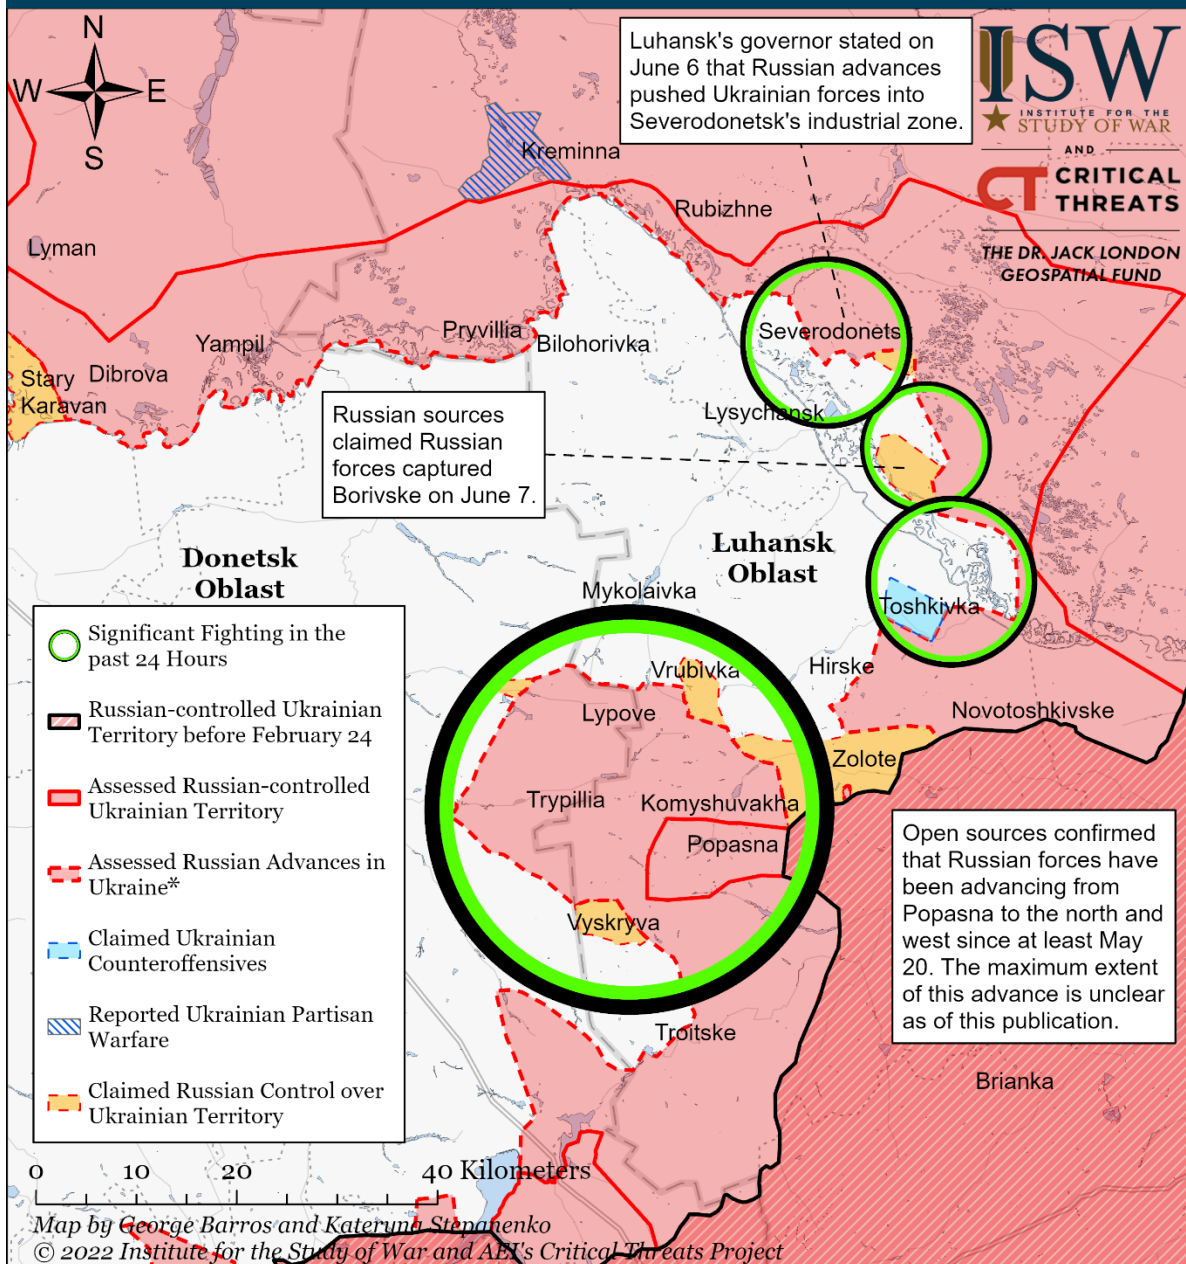 N
W
E
S
Luhansk's governor stated on
June 6 that Russian advances
pushed Ukrainian forces into
Severodonetsk's industrial zone.
ISW
INSTITUTE FOR THE
STUDY OF WAR
AND
CT CRITICAL
THREATS
THE DR. JACK LONDON
GEOSPATIAL FUND
Kreminna
Rubizhne
Lyman
Yampil
Pryvillia
Bilohorivka
Severodonets
Stary
Karavan
Dibrova
Lysychansk
Russian sources
claimed Russian
forces captured
Borivske on June 7.
Donetsk
Oblast
Luhansk
Oblast
Mykolaivka
Toshkivka
Hirske
Vrubivka
Lypove
Novotoshkivske
Zolote
Trypillia
Komyshuvakha
Popasna
Vyskryva
Troitske
Brianka
Open sources confirmed
that Russian forces have
been advancing from
Popasna to the north and
west since at least May
20. The maximum extent
of this advance is unclear
as of this publication.
Significant Fighting in the
past 24 Hours
Russian-controlled Ukrainian
Territory before February 24
Assessed Russian-controlled
Ukrainian Territory
Assessed Russian Advances in
Ukraine*
Claimed Ukrainian
Counteroffensives
Reported Ukrainian Partisan
Warfare
Claimed Russian Control over
Ukrainian Territory
0 10 20 40 Kilometers
Map by George Barros and Kateryna Stepanenko
© 2022 Institute for the Study of War and AEI's Critical Threats Project